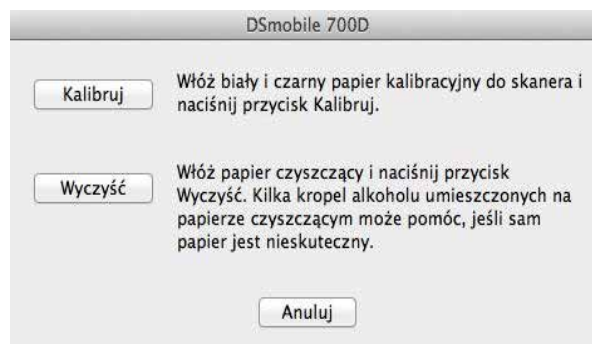 DSmobile 700D
Kalibruj
Włóż biały i czarny papier kalibracyjny do skanera i
naciśnij przycisk Kalibruj.
Wyczyść
Włóż papier czyszczący i naciśnij przycisk
Wyczyść. Kilka kropel alkoholu umieszczonych na
papierze czyszczącym może pomóc, jeśli sam
papier jest nieskuteczny.
Anuluj